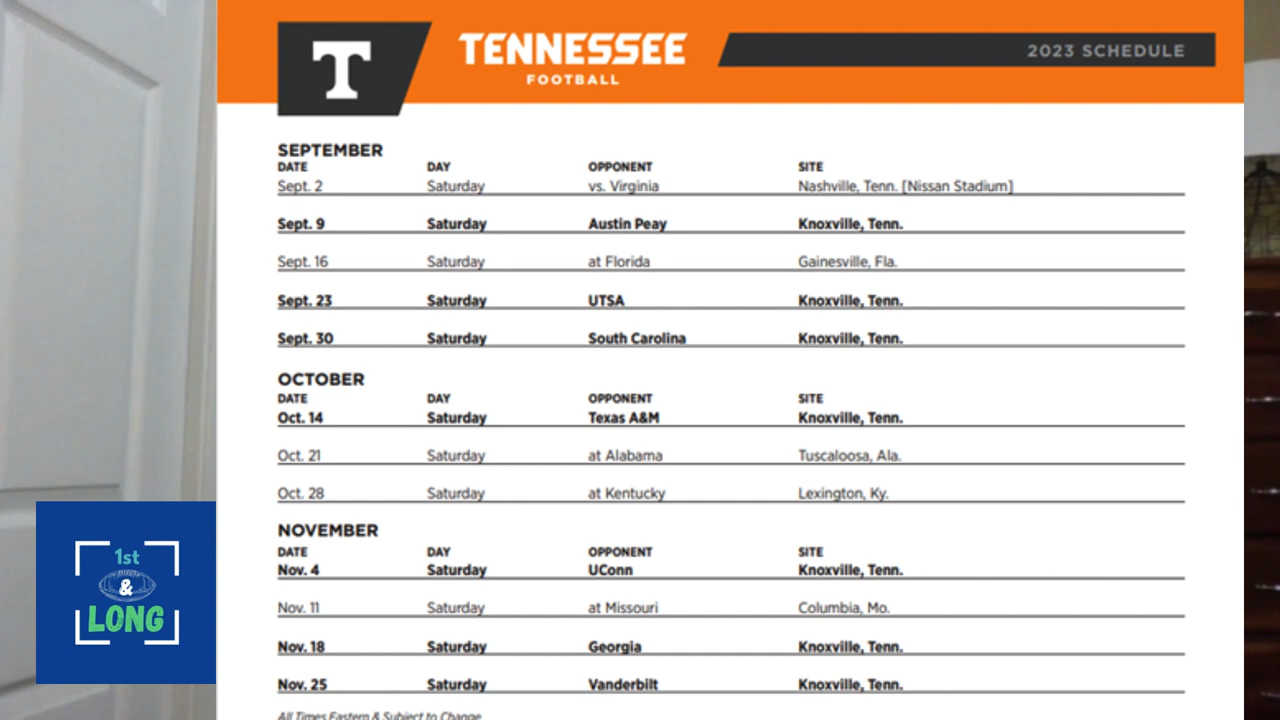 T
TENNESSEE
FOOTBALL
2023 SCHEDULE
SEPTEMBER
DATE DAY OPPONENT SITE
Sept. 2 Saturday vs. Virginia Nashville, Tenn. [Nissan Stadium]
Sept. 9 Saturday Austin Peay Knoxville, Tenn.
Sept. 16 Saturday at Florida Gainesville, Fla.
Sept. 23 Saturday UTSA Knoxville, Tenn.
Sept. 30 Saturday South Carolina Knoxville, Tenn.
OCTOBER
DATE DAY OPPONENT SITE
Oct. 14 Saturday Texas A&M Knoxville, Tenn.
Oct. 21 Saturday at Alabama Tuscaloosa, Ala.
Oct. 28 Saturday at Kentucky Lexington, Ky.
NOVEMBER
DATE DAY OPPONENT SITE
Nov. 4 Saturday UConn Knoxville, Tenn.
Nov. 11 Saturday at Missouri Columbia, Mo.
Nov. 18 Saturday Georgia Knoxville, Tenn.
Nov. 25 Saturday Vanderbilt Knoxville, Tenn.
All Times Eastern & Subject to Change
1st
&
LONG